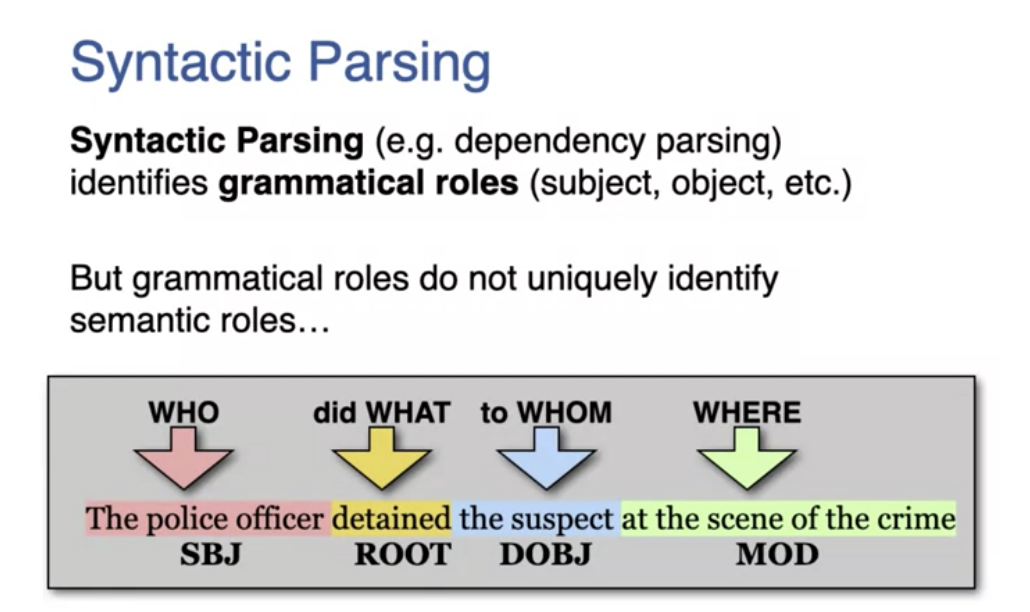 Syntactic Parsing
Syntactic Parsing (e.g. dependency parsing)
identifies grammatical roles (subject, object, etc.)
But grammatical roles do not uniquely identify
semantic roles…
WHO did WHAT to WHOM WHERE
The police officer detained the suspect at the scene of the crime
SBJ ROOT DOBJ MOD